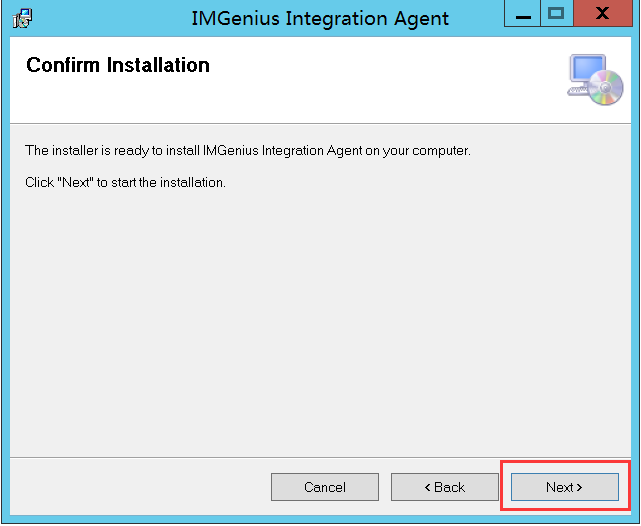 IMGenius Integration Agent
Confirm Installation
The installer is ready to install IMGenius Integration Agent on your computer.
Click "Next" to start the installation.
Cancel
< Back
Next >